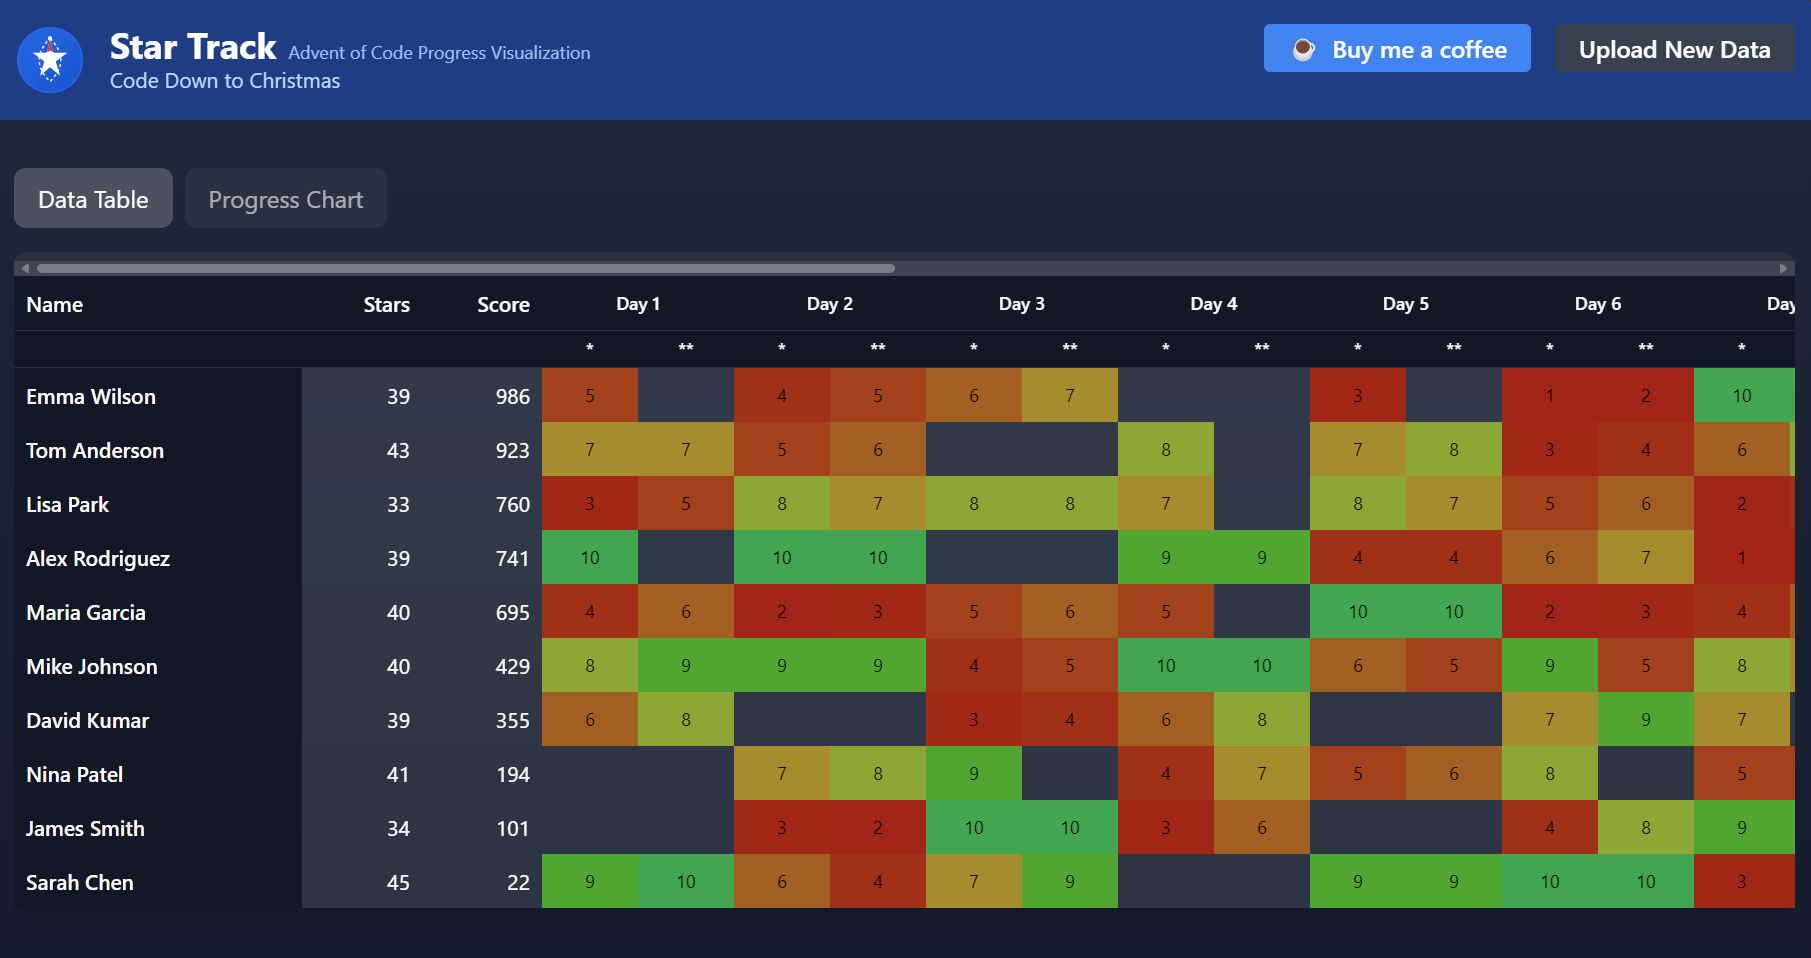 Star Track Advent of Code Progress Visualization
Code Down to Christmas
Buy me a coffee
Upload New Data
Data Table Progress Chart
Name Stars Score Day 1 Day 2 Day 3 Day 4 Day 5 Day 6 Day
* ** * ** * ** * ** * ** * ** *
Emma Wilson 39 986 5 4 5 6 7 3 1 2 10
Tom Anderson 43 923 7 7 5 6 8 7 8 3 4 6
Lisa Park 33 760 3 5 8 7 8 8 7 8 7 5 6 2
Alex Rodriguez 39 741 10 10 10 9 9 4 4 6 7 1
Maria Garcia 40 695 4 6 2 3 5 6 5 10 10 2 3 4
Mike Johnson 40 429 8 9 9 9 4 5 10 10 6 5 9 5 8
David Kumar 39 355 6 8 3 4 6 8 7 9 7
Nina Patel 41 194 7 8 9 4 7 5 6 8 5
James Smith 34 101 3 2 10 10 3 6 4 8 9
Sarah Chen 45 22 9 10 6 4 7 9 9 9 10 10 3